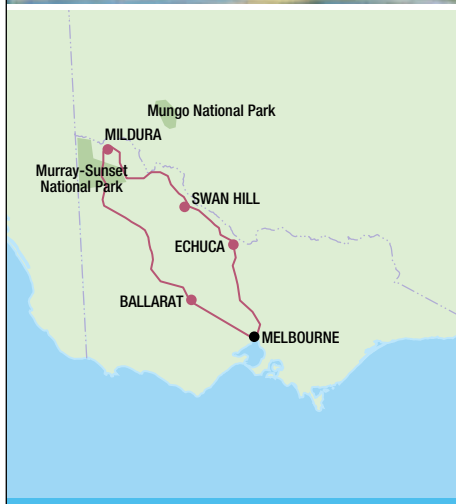 Mungo National Park
MILDURA
Murray-Sunset
National Park
SWAN HILL
ECHUCA
BALLARAT
MELBOURNE